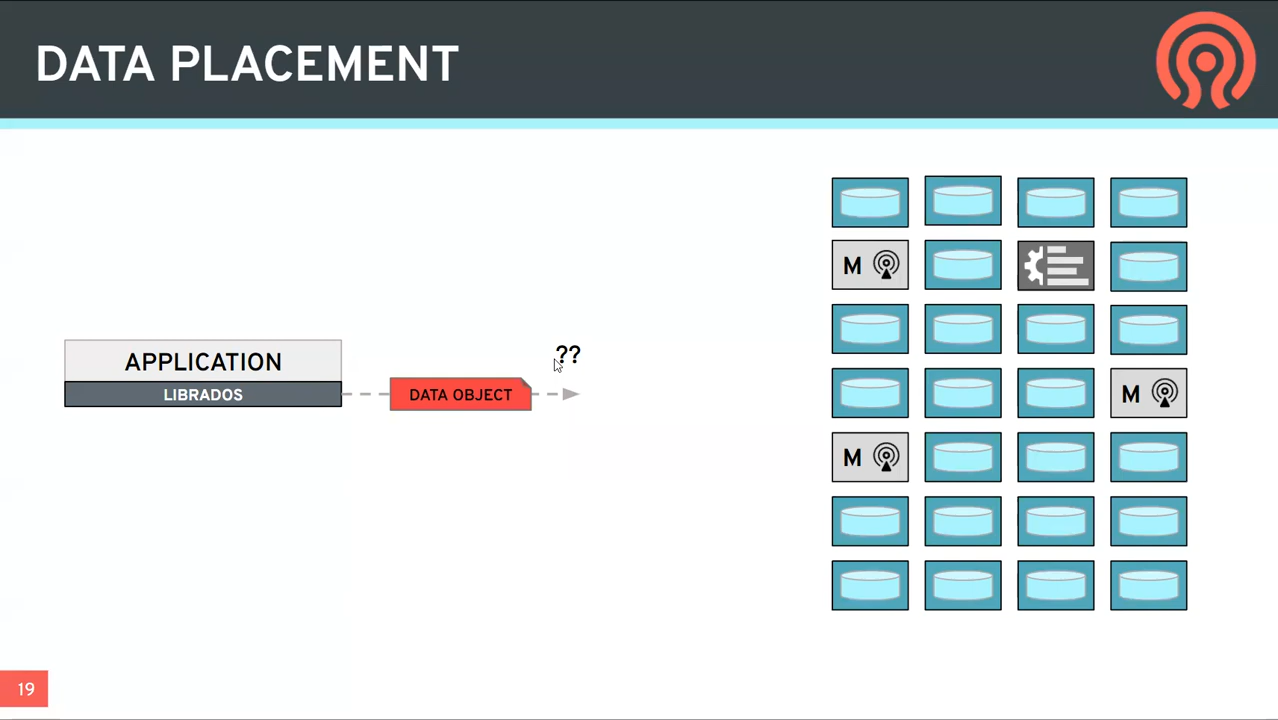 DATA PLACEMENT
M
??
APPLICATION
LIBRADOS
DATA OBJECT
M
M
19